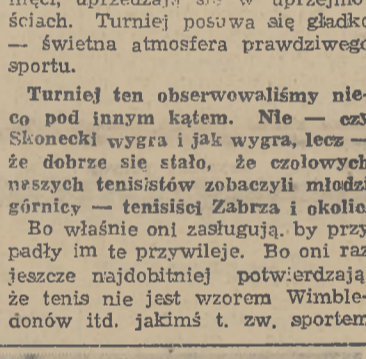 ściach. Turniej posuwa się gładko
— świetna atmosfera prawdziwego
sportu.
Turniej ten obserwowaliśmy nie-
co pod innym kątem. Nie — czy
Skonecki wygra i jak wygra, lecz —
że dobrze się stało, że czołowych
naszych tenisistów zobaczyli młodzi
górnicy — tenisiści Zabrza i okolic
Bo właśnie oni zasługują. by przy
padły im te przywileje. Bo oni raz
jeszcze najdobitniej potwierdzają
że tenis nie jest wzorem Wimble-
donów itd. jakimś t. zw. sportem